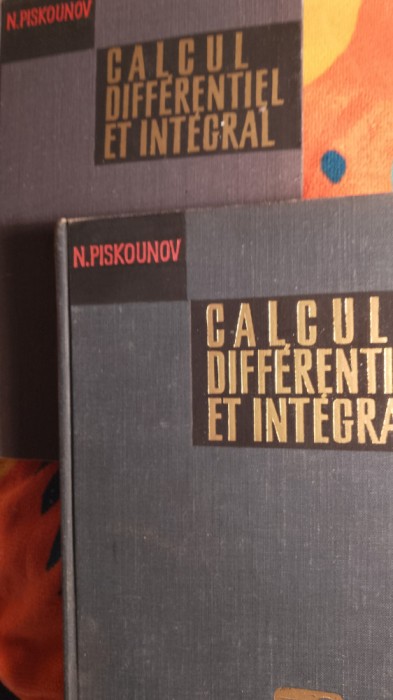 N.PISKOUNOV
CALCUL
DIFFÉRENTIEL
ET INTÉGRAL
N.PISKOUNOV
CALCUL
DIFFÉRENTI
ET INTÉGRA